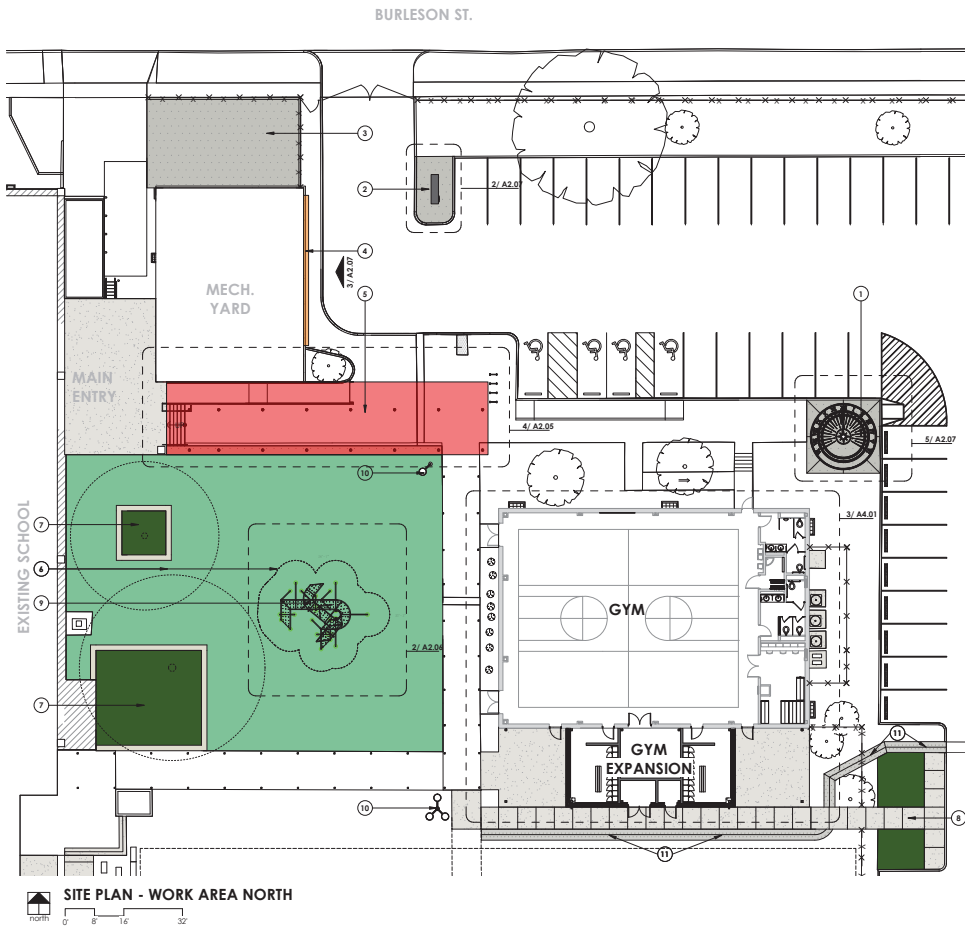 BURLESON ST.
3
2
2/ A2.07
4
3/ A2.07
MECH.
YARD
5
1
MAIN
ENTRY
4/ A2.05
5/ A2.07
10
3/ A4.01
EXISTING SCHOOL
7
6
9
GYM
2/ A2.06
7
11
GYM
EXPANSION
10
8
11
SITE PLAN - WORK AREA NORTH
north
0' 8' 16' 32'